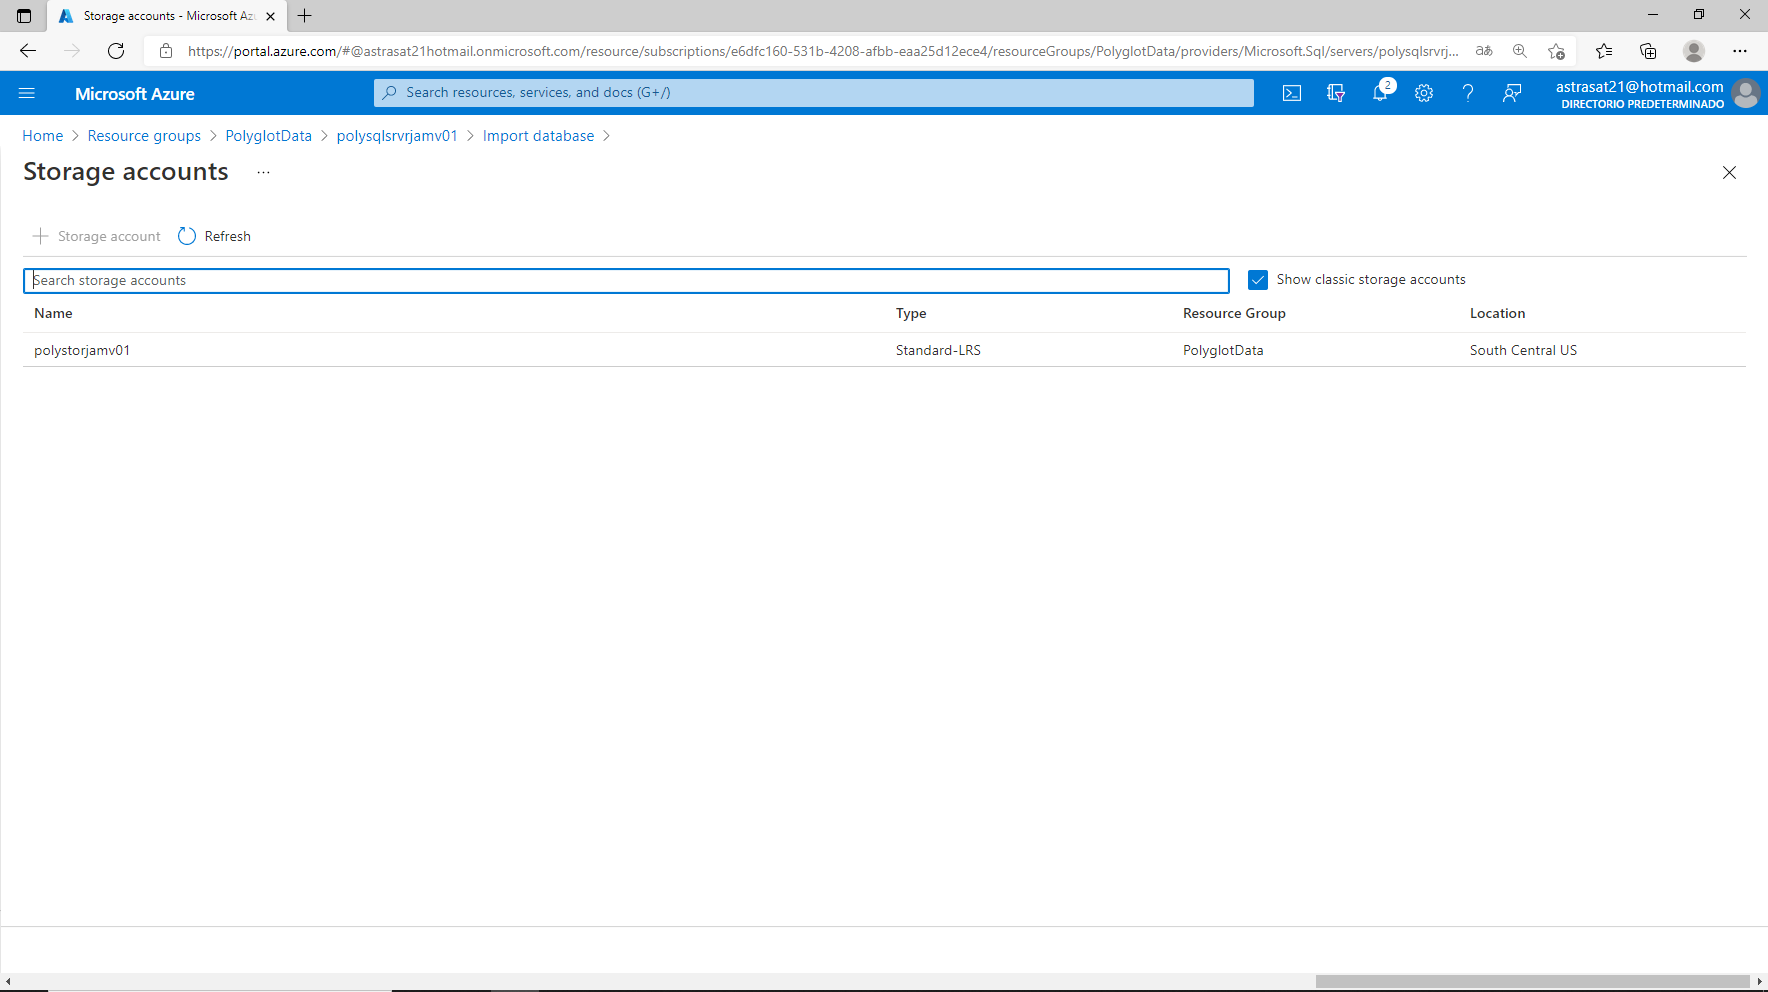 Storage accounts - Microsoft Az
https://portal.azure.com/#@astrasat21hotmail.onmicrosoft.com/resource/subscriptions/e6dfc160-531b-4208-afbb-eaa25d12ece4/resourceGroups/PolyglotData/providers/Microsoft.Sql/servers/polysqlsrvrj...
aあ
Microsoft Azure
Search resources, services, and docs (G+/)
2
astrasat21@hotmail.com
DIRECTORIO PREDETERMINADO
Home > Resource groups > PolyglotData > polysqlsrvrjamv01 > Import database >
Storage accounts ...
Storage account Refresh
Search storage accounts
Show classic storage accounts
Name Type Resource Group Location
polystorjamv01 Standard-LRS PolyglotData South Central US